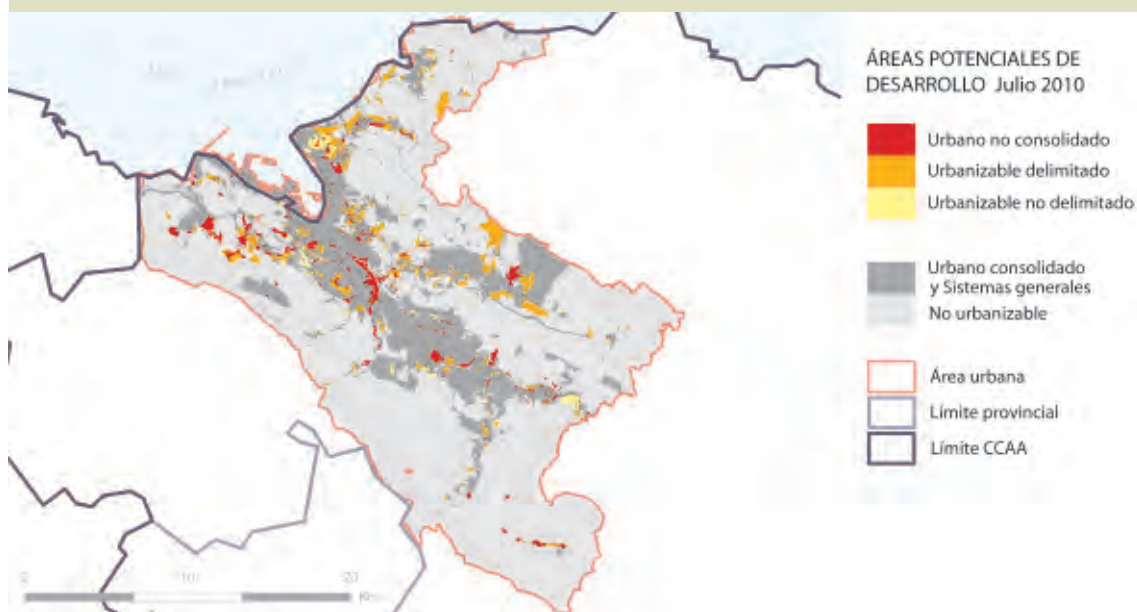 ÁREAS POTENCIALES DE
DESARROLLO Julio 2010
Urbano no consolidado
Urbanizable delimitado
Urbanizable no delimitado
Urbano consolidado
y Sistemas generales
No urbanizable
Área urbana
Límite provincial
Límite CCAA
0 10 20
Km